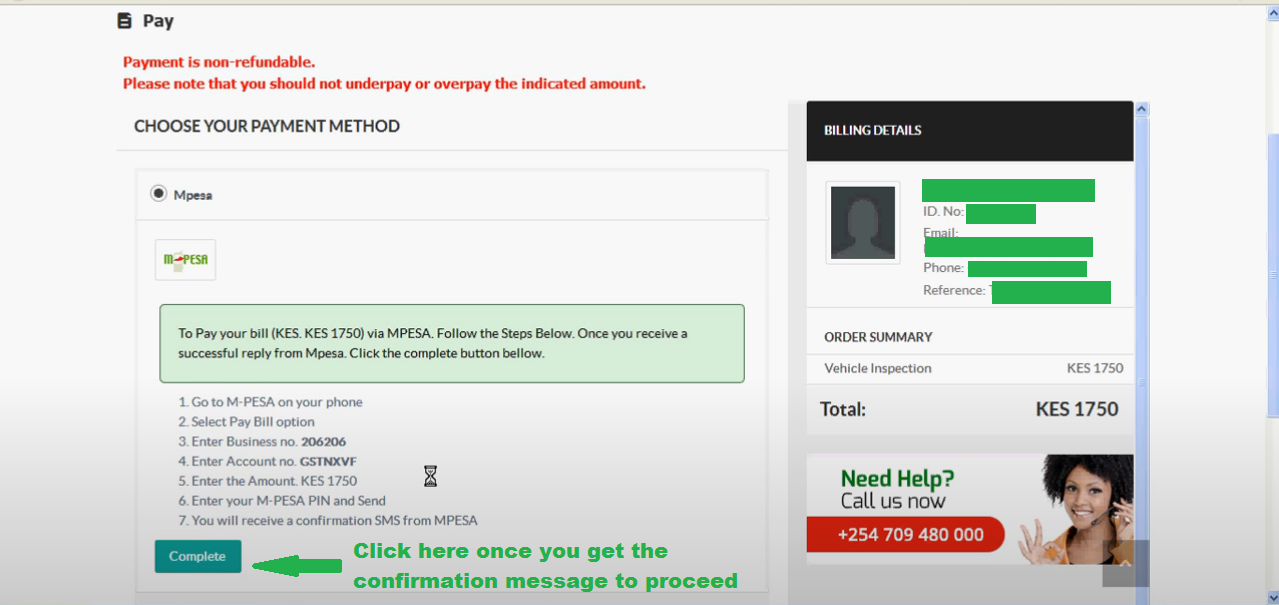 Pay
Payment is non-refundable.
Please note that you should not underpay or overpay the indicated amount.
CHOOSE YOUR PAYMENT METHOD
Mpesa
M-PESA
To Pay your bill (KES. KES 1750) via MPESA. Follow the Steps Below. Once you receive a
successful reply from Mpesa. Click the complete button bellow.
1. Go to M-PESA on your phone
2. Select Pay Bill option
3. Enter Business no. 206206
4. Enter Account no. GSTNXVF
5. Enter the Amount. KES 1750
6. Enter your M-PESA PIN and Send
7. You will receive a confirmation SMS from MPESA
Complete
Click here once you get the
confirmation message to proceed
BILLING DETAILS
ID. No:
Email:
Phone:
Reference:
ORDER SUMMARY
Vehicle Inspection KES 1750
Total: KES 1750
Need Help?
Call us now
+254 709 480 000